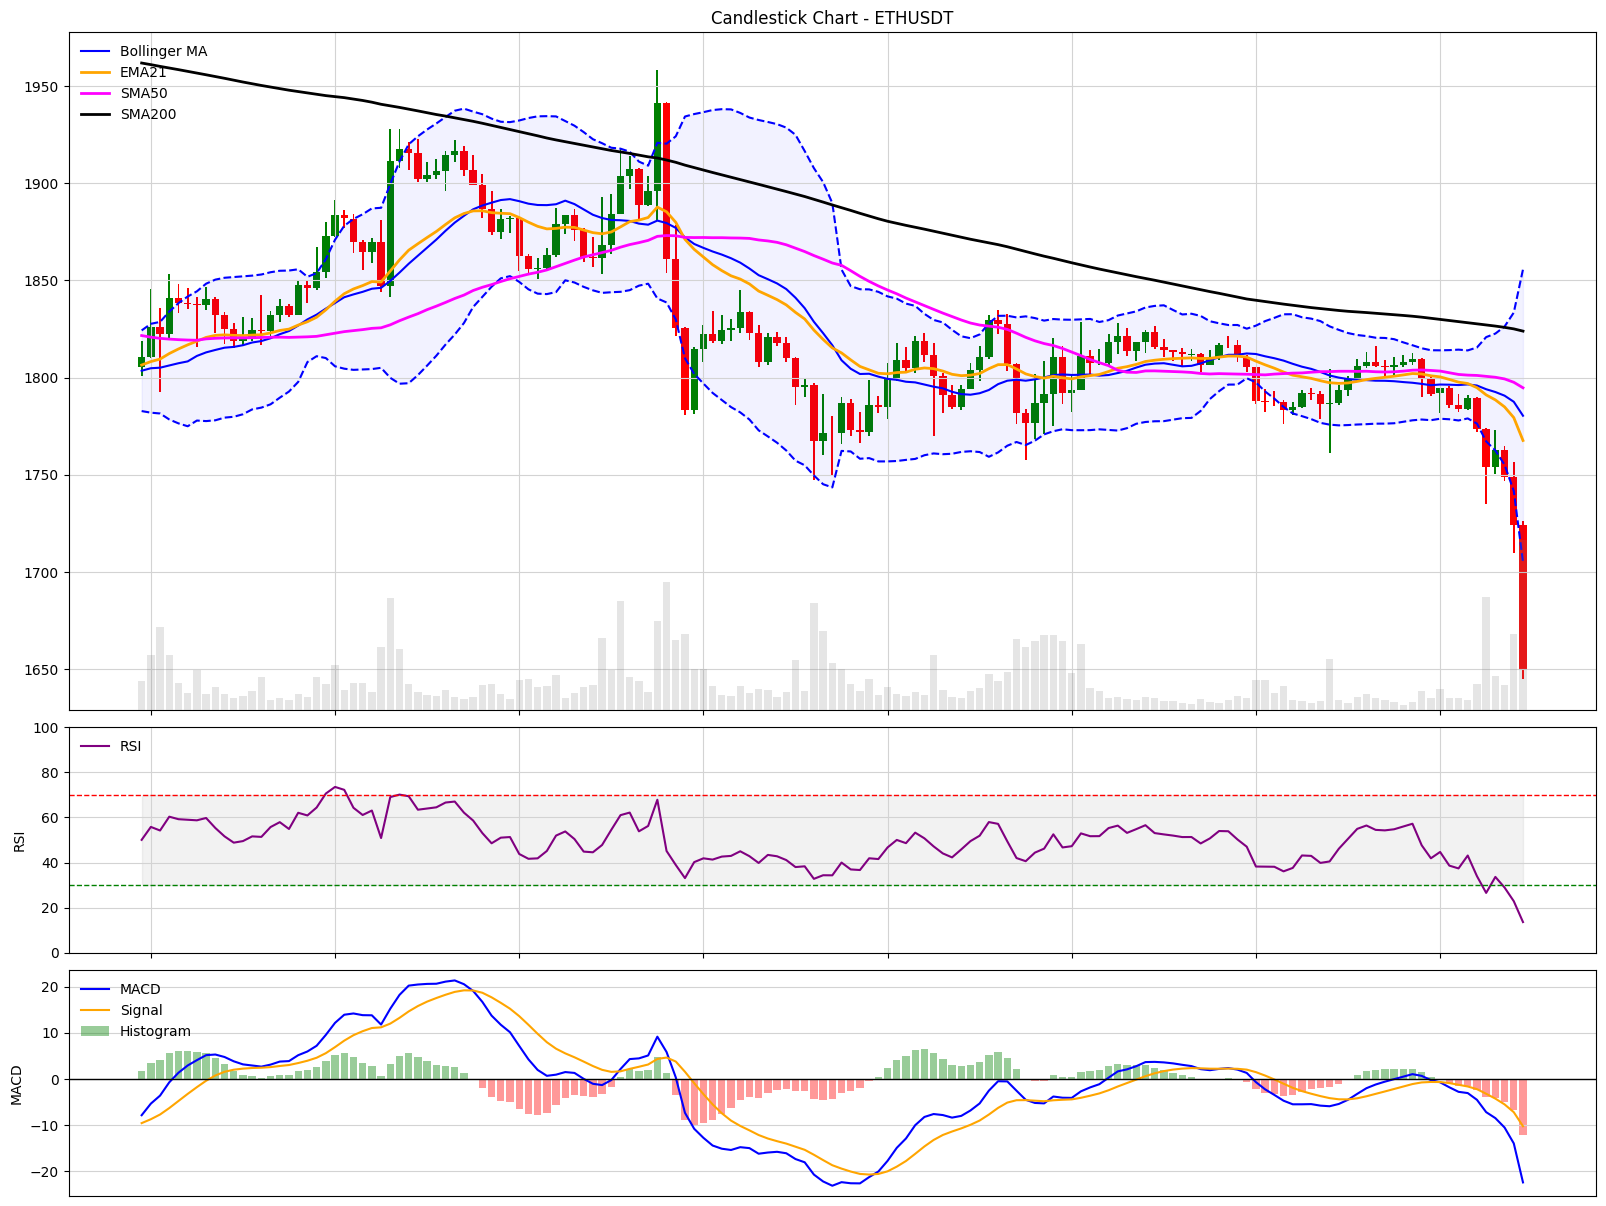 Candlestick Chart - ETHUSDT
Bollinger MA
EMA21
SMA50
SMA200
1950
1900
1850
1800
1750
1700
1650
100
80
60
40
20
0
RSI
RSI
20
10
0
−10
−20
MACD
MACD
Signal
Histogram